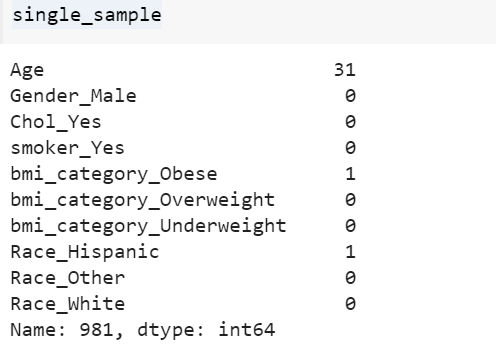 single_sample
Age 31
Gender_Male 0
Chol_Yes 0
smoker_Yes 0
bmi_category_Obese 1
bmi_category_Overweight 0
bmi_category_Underweight 0
Race_Hispanic 1
Race_Other 0
Race_White 0
Name: 981, dtype: int64